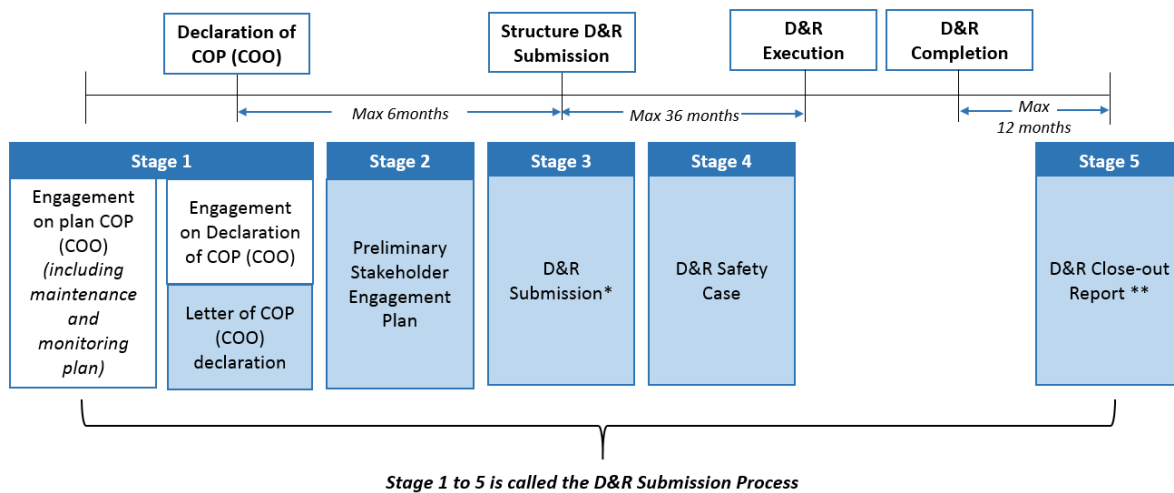 Declaration of
COP (COO)
Structure D&R
Submission
D&R
Execution
D&R
Completion
Max 6months
Max 36 months
Max
12 months
Stage 1
Stage 2
Stage 3
Stage 4
Stage 5
Engagement
on plan COP
(COO)
(including
maintenance
and
monitoring
plan)
Engagement
on Declaration
of COP (COO)
Letter of COP
(COO)
declaration
Preliminary
Stakeholder
Engagement
Plan
D&R
Submission*
D&R Safety
Case
D&R Close-out
Report **
Stage 1 to 5 is called the D&R Submission Process